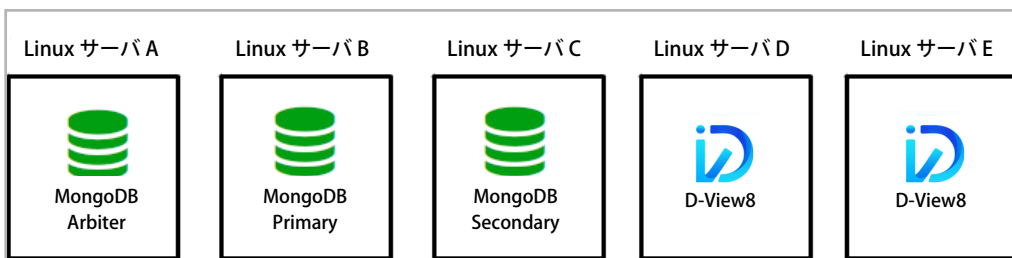 Linux サーバ A
Linux サーバ B
Linux サーバ C
Linux サーバ D
Linux サーバ E
MongoDB
Arbiter
MongoDB
Primary
MongoDB
Secondary
D-View8
D-View8